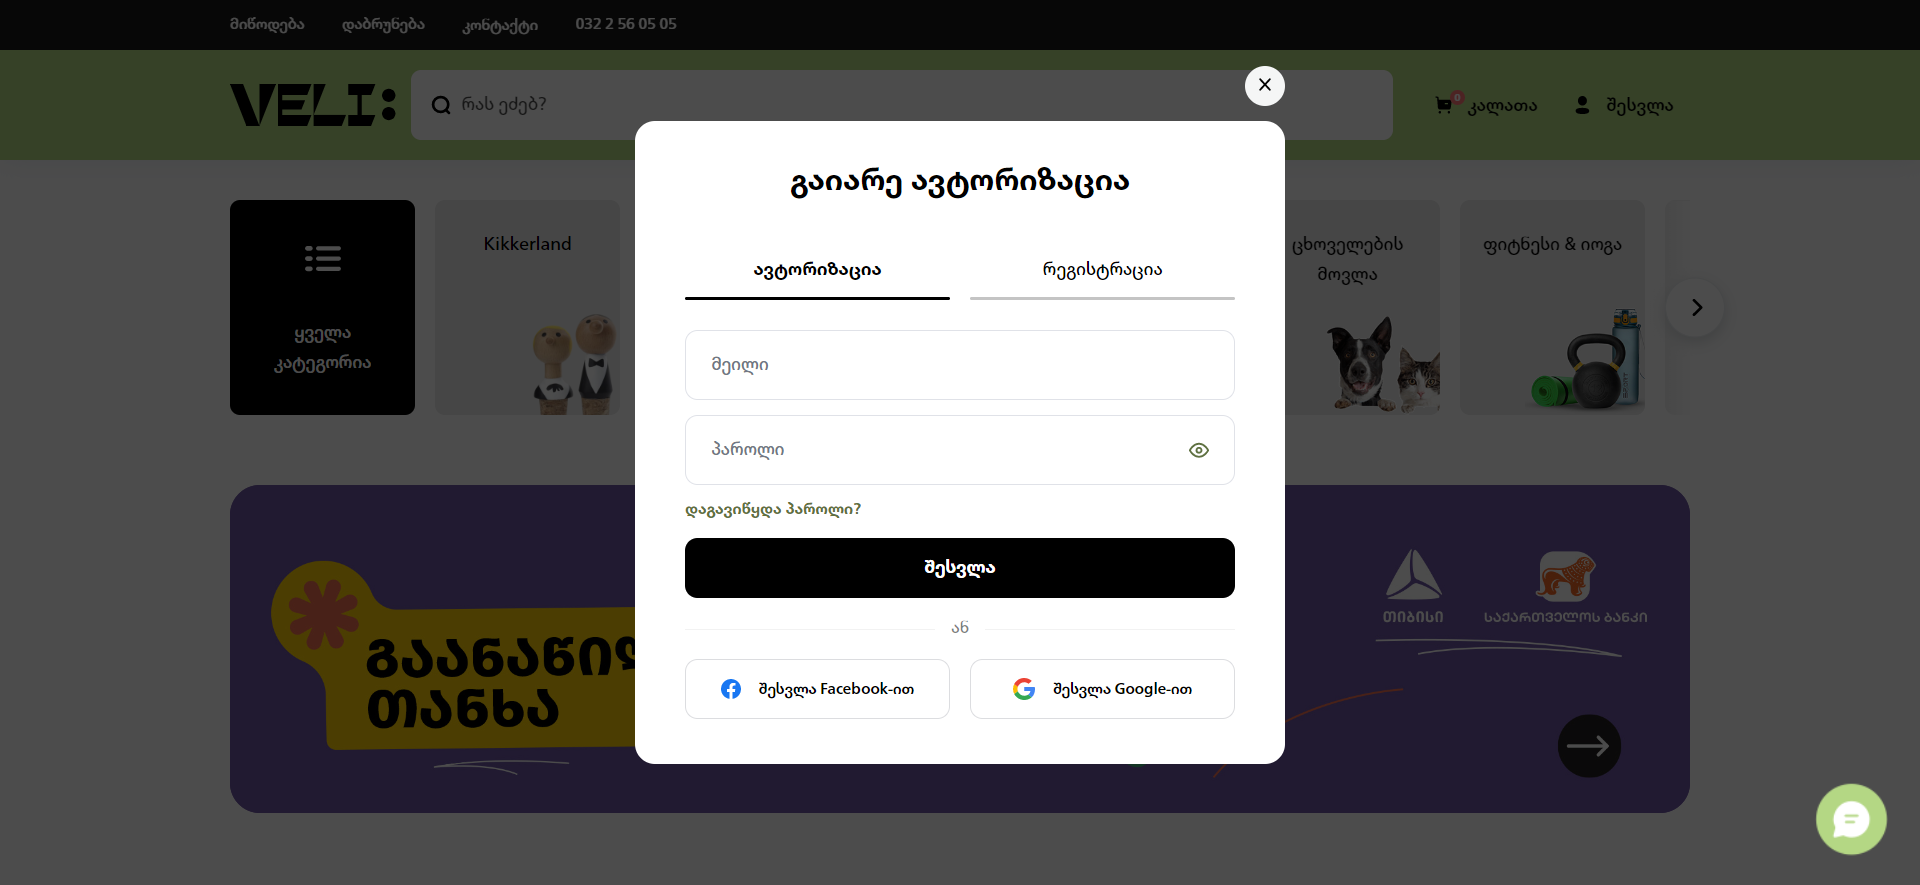 მიწოდება დაბრუნება კონტაქტი 032 2 56 05 05
VELI:
რას ეძებ?
0 კალათა
შესვლა
გაიარე ავტორიზაცია
ავტორიზაცია
რეგისტრაცია
მეილი
პაროლი
დაგავიწყდა პაროლი?
შესვლა
ან
შესვლა Facebook-ით
შესვლა Google-ით
ყველა
კატეგორია
Kikkerland
ცხოველების
მოვლა
ფიტნესი & იოგა
თიბისი
საქართველოს ბანკი
თანხა